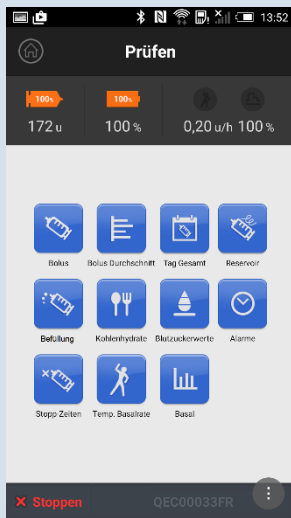 13:52
Prüfen
100%
100%
172 u
100 %
0,20 u/h 100 %
Bolus
Bolus Durchschnitt
Tag Gesamt
Reservoir
Befüllung
Kohlenhydrate
Blutzuckerwerte
Alarme
Stopp Zeiten
Temp. Basalrate
Basal
× Stoppen
QEC00033FR